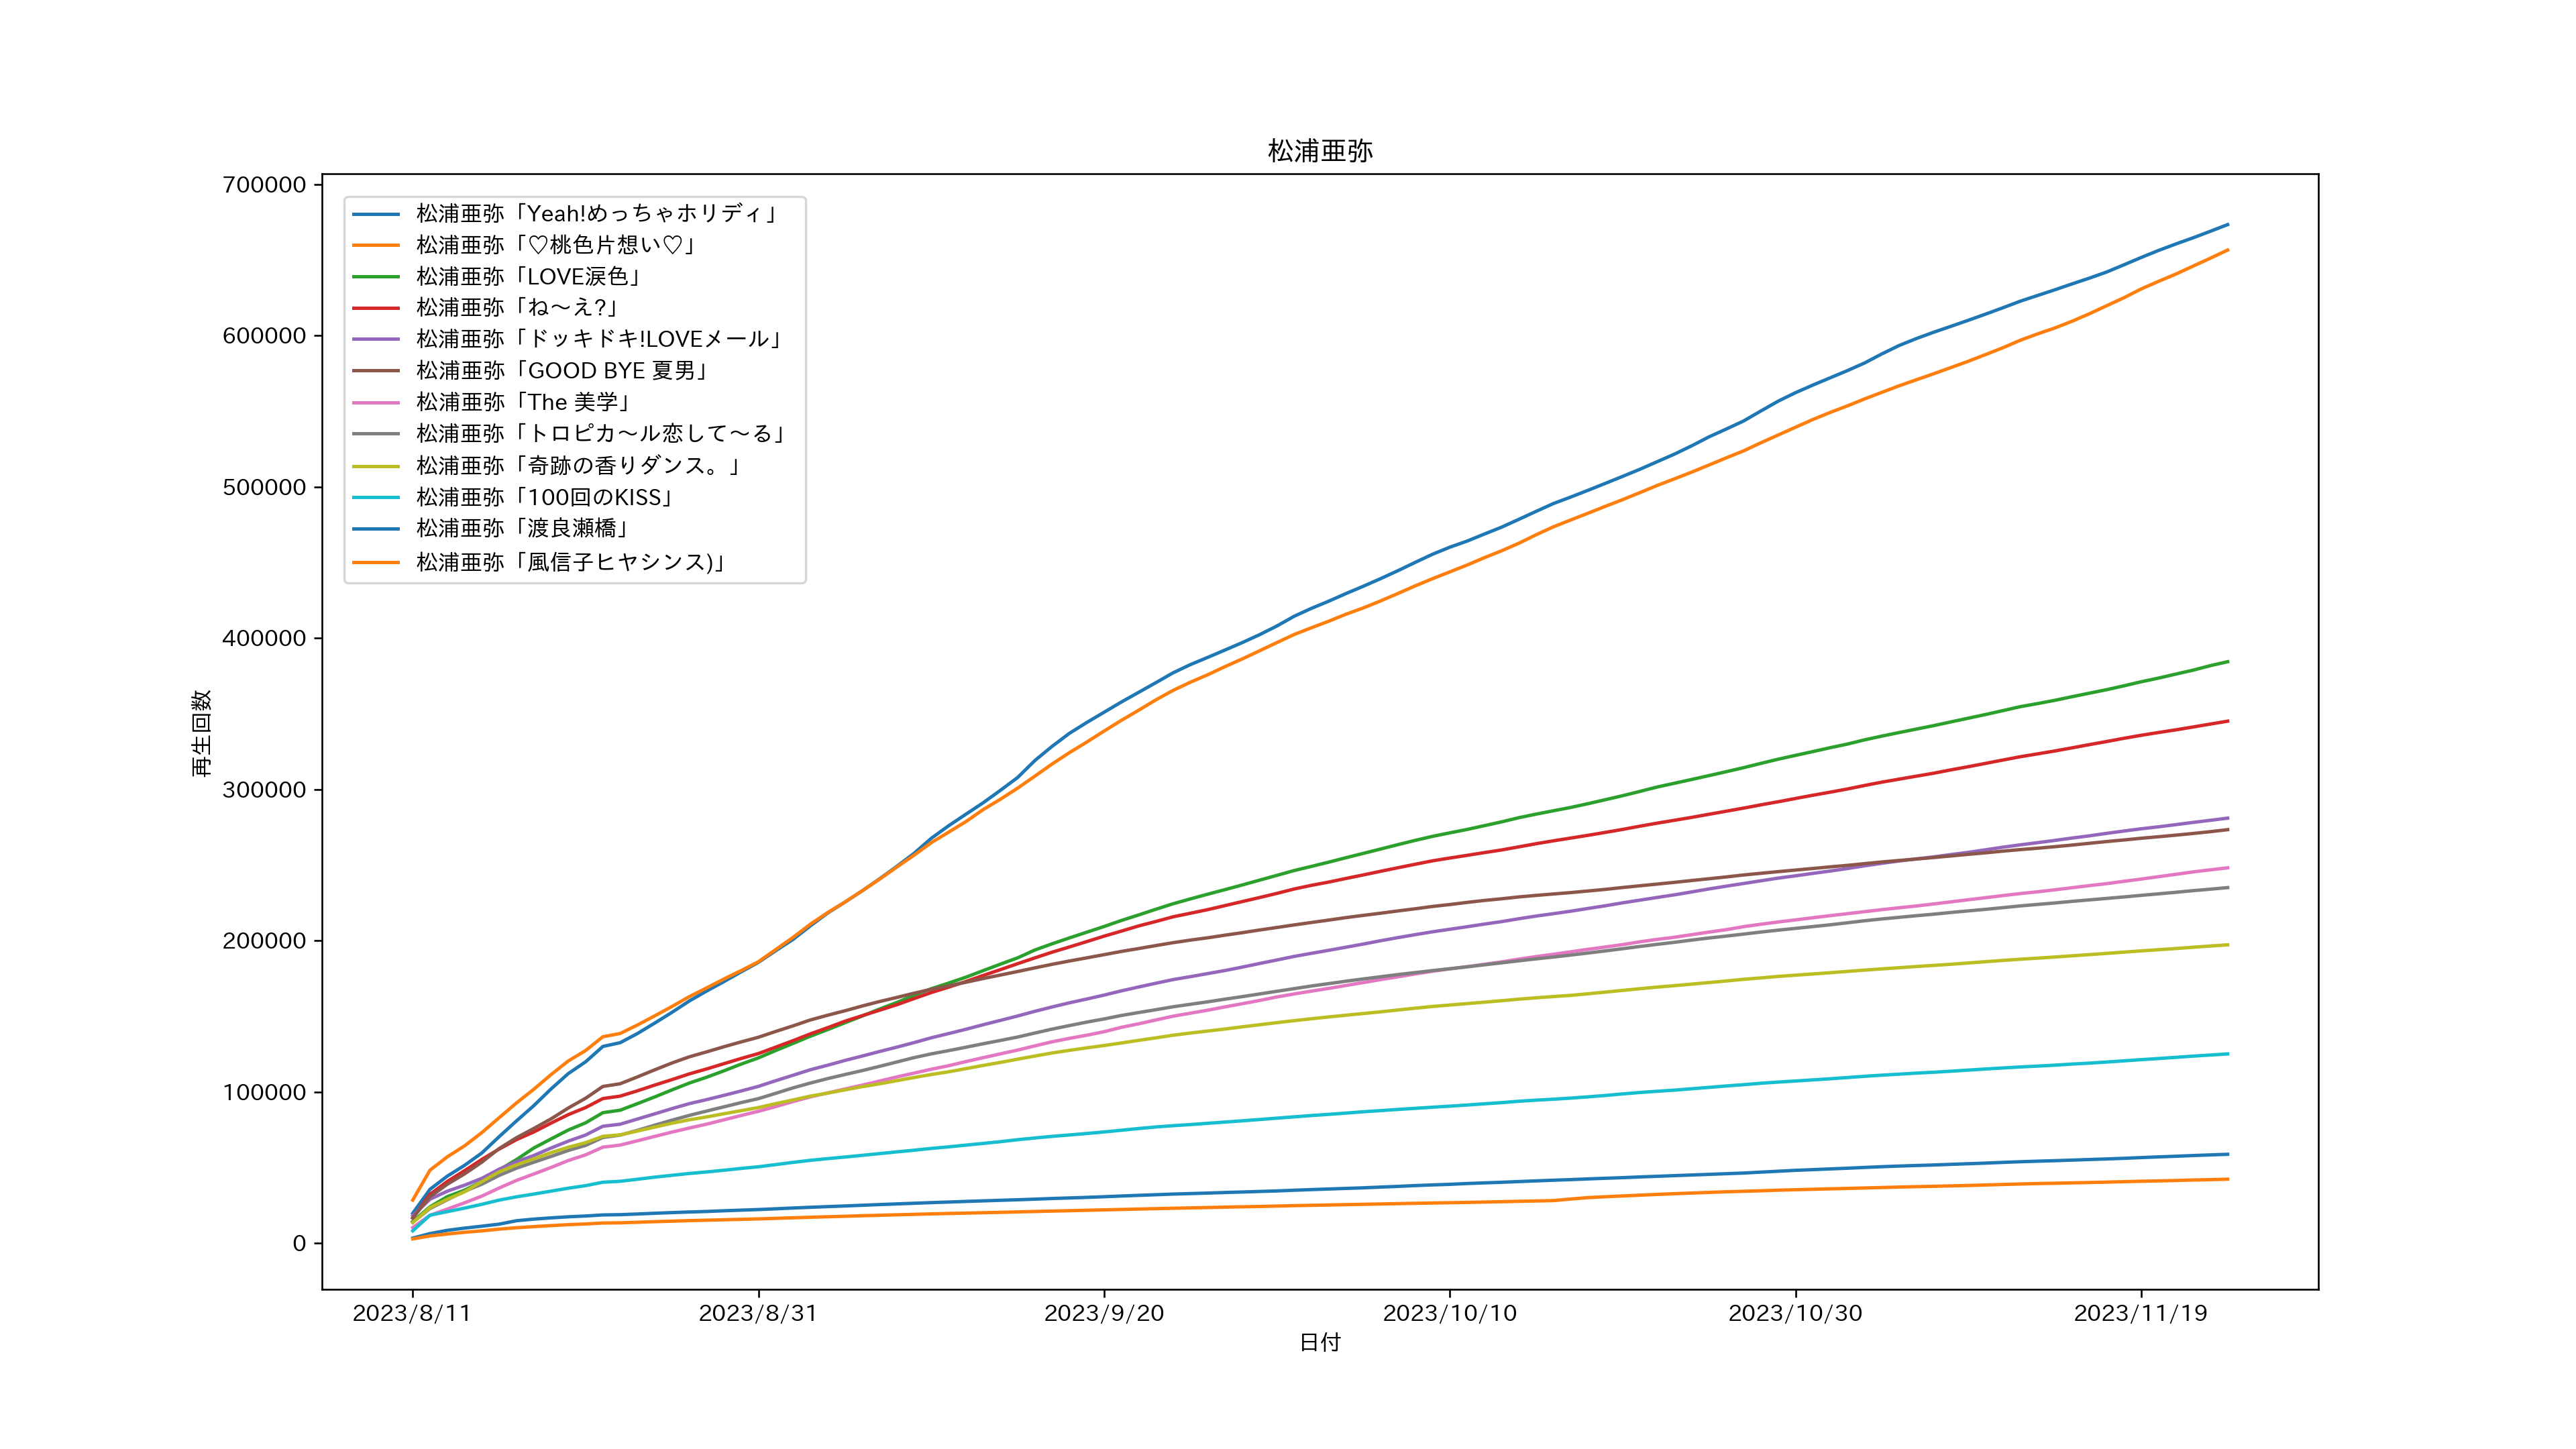 松浦亜弥
700000
600000
500000
400000
300000
200000
100000
0
再生回数
松浦亜弥「Yeah!めっちゃホリディ」
松浦亜弥「♡桃色片想い♡」
松浦亜弥「LOVE涙色」
松浦亜弥「ね〜え?」
松浦亜弥「ドッキドキ!LOVEメール」
松浦亜弥「GOOD BYE 夏男」
松浦亜弥「The 美学」
松浦亜弥「トロピカ〜ル恋して〜る」
松浦亜弥「奇跡の香りダンス。」
松浦亜弥「100回のKISS」
松浦亜弥「渡良瀬橋」
松浦亜弥「風信子ヒヤシンス)」
2023/8/11
2023/8/31
2023/9/20
2023/10/10
2023/10/30
2023/11/19
日付